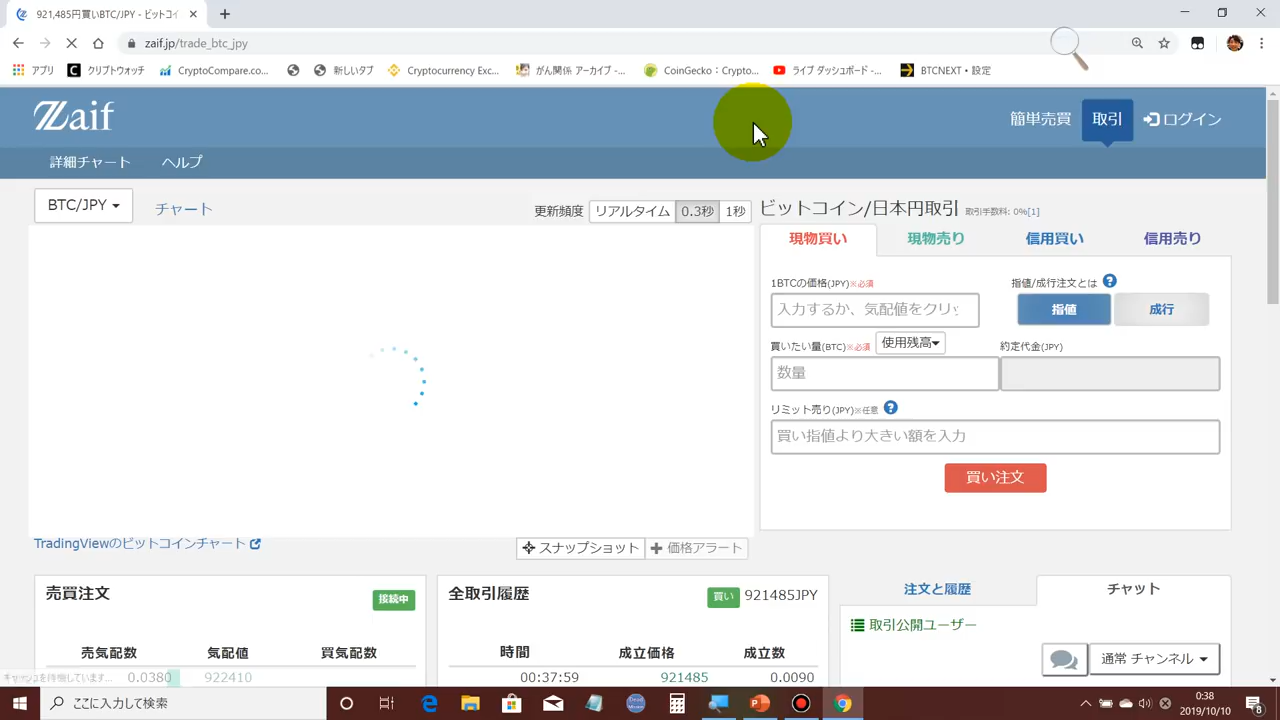 921,485円買いBTC/JPY - ビットコイ
zaif.jp/trade_btc_jpy
アプリ クリプトウォッチ CryptoCompare.co... 新しいタブ Cryptocurrency Exc... がん関係 アーカイブ -... CoinGecko：Crypto... ライブ ダッシュボード -... BTCNEXT • 設定
Zaif
簡単売買 取引 ログイン
詳細チャート ヘルプ
BTC/JPY チャート 更新頻度 リアルタイム 0.3秒 1秒
ビットコイン/日本円取引 取引手数料: 0%[1]
現物買い 現物売り 信用買い 信用売り
1BTCの価格(JPY)※必須 指値/成行注文とは
入力するか、気配値をクリッ 指値 成行
買いたい量(BTC)※必須 使用残高 約定代金(JPY)
数量
リミット売り(JPY)※任意
買い指値より大きい額を入力
買い注文
TradingViewのビットコインチャート スナップショット 価格アラート
売買注文 接続中
売気配数 気配値 買気配数
0.0380 922410
全取引履歴 買い 921485JPY
時間 成立価格 成立数
00:37:59 921485 0.0090
注文と履歴 チャット
取引公開ユーザー
通常 チャンネル
キャッシュを待機しています...
ここに入力して検索
0:38
2019/10/10
8